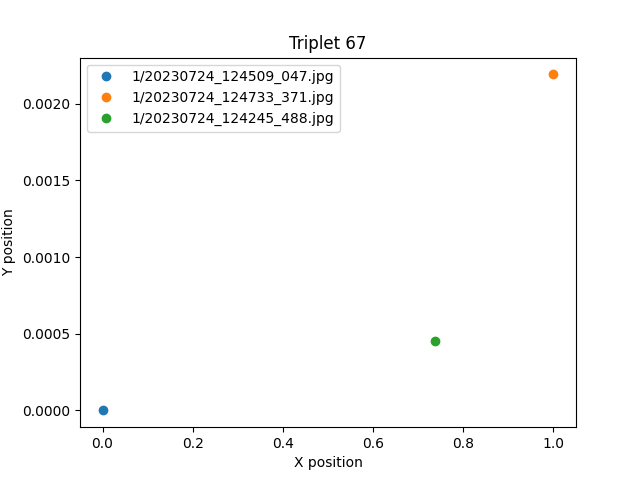 Triplet 67
1/20230724_124509_047.jpg
1/20230724_124733_371.jpg
1/20230724_124245_488.jpg
Y position
0.0020
0.0015
0.0010
0.0005
0.0000
0.0 0.2 0.4 0.6 0.8 1.0
X position